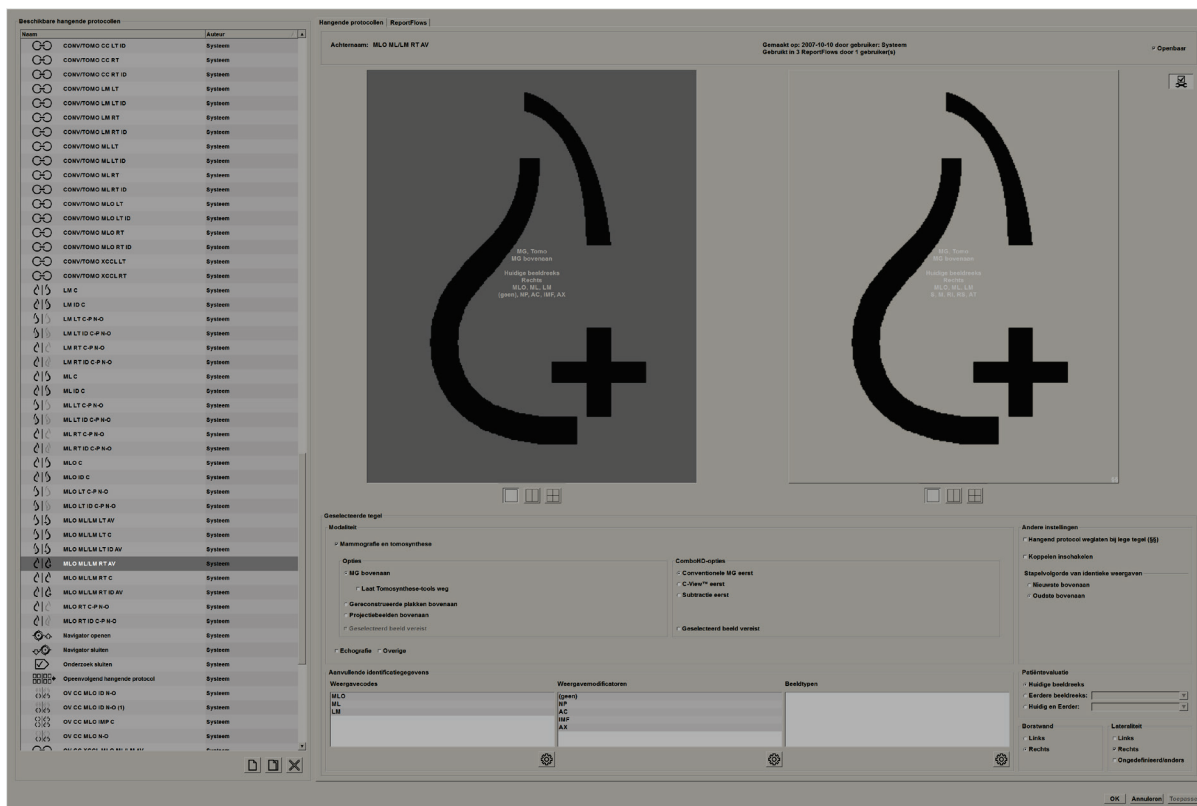 Beschikbare hangende protocollen
Naam Auteur
CONV/TOMO CC LT ID Systeem
CONV/TOMO CC RT Systeem
CONV/TOMO CC RT ID Systeem
CONV/TOMO LM LT Systeem
CONV/TOMO LM LT ID Systeem
CONV/TOMO LM RT Systeem
CONV/TOMO LM RT ID Systeem
CONV/TOMO ML LT Systeem
CONV/TOMO ML LT ID Systeem
CONV/TOMO ML RT Systeem
CONV/TOMO ML RT ID Systeem
CONV/TOMO MLO LT Systeem
CONV/TOMO MLO LT ID Systeem
CONV/TOMO MLO RT Systeem
CONV/TOMO MLO RT ID Systeem
CONV/TOMO XCCL LT Systeem
CONV/TOMO XCCL RT Systeem
LM C Systeem
LM ID C Systeem
LM LT C-P N-O Systeem
LM LT ID C-P N-O Systeem
LM RT C-P N-O Systeem
LM RT ID C-P N-O Systeem
ML C Systeem
ML ID C Systeem
ML LT C-P N-O Systeem
ML LT ID C-P N-O Systeem
ML RT C-P N-O Systeem
ML RT ID C-P N-O Systeem
MLO C Systeem
MLO ID C Systeem
MLO LT C-P N-O Systeem
MLO LT ID C-P N-O Systeem
MLO ML/LM LT AV Systeem
MLO ML/LM LT C Systeem
MLO ML/LM LT ID AV Systeem
MLO ML/LM RT AV Systeem
MLO ML/LM RT C Systeem
MLO ML/LM RT ID AV Systeem
MLO RT C-P N-O Systeem
MLO RT ID C-P N-O Systeem
Navigator openen Systeem
Navigator sluiten Systeem
Onderzoek sluiten Systeem
Opeenvolgend hangende protocol Systeem
OV CC MLO ID N-O Systeem
OV CC MLO ID N-O (1) Systeem
OV CC MLO IMP C Systeem
OV CC MLO N-O Systeem
Hangende protocollen ReportFlows
Achternaam: MLO ML/LM RT AV
Gemaakt op: 2007-10-10 door gebruiker: Systeem
Gebruikt in 3 ReportFlows door 1 gebruiker(s)
Openbaar
MG, Tomo
MG bovenaan
Huidige beeldreeks
Rechts
MLO, ML, LM
(geen), NP, AC, IMF, AX
MG, Tomo
MG bovenaan
Huidige beeldreeks
Rechts
MLO, ML, LM
Geselecteerde tegel
Modaliteit
Mammografie en tomosynthese
Opties
MG bovenaan
Laat Tomosynthese-tools weg
Gereconstrueerde plakken bovenaan
Projectiebeelden bovenaan
Geselecteerd beeld vereist
ComboHD-opties
Conventionele MG eerst
C-View™ eerst
Subtractie eerst
Geselecteerd beeld vereist
Echografie Overige
Andere instellingen
Hangend protocol weglaten bij lege tegel (§§)
Koppelen inschakelen
Stapelvolgorde van identieke weergaven
Nieuwste bovenaan
Oudste bovenaan
Aanvullende identificatiegegevens
Weergavecodes Weergavemodificatoren Beeldtypen
MLO
ML
LM
(geen)
NP
AC
IMF
AX
Patiëntevaluatie
Huidige beeldreeks
Eerdere beeldreeks:
Huidig en Eerder:
Borstwand
Links
Rechts
Lateraliteit
Links
Rechts
Ongedefinieerd/anders
OK Annuleren